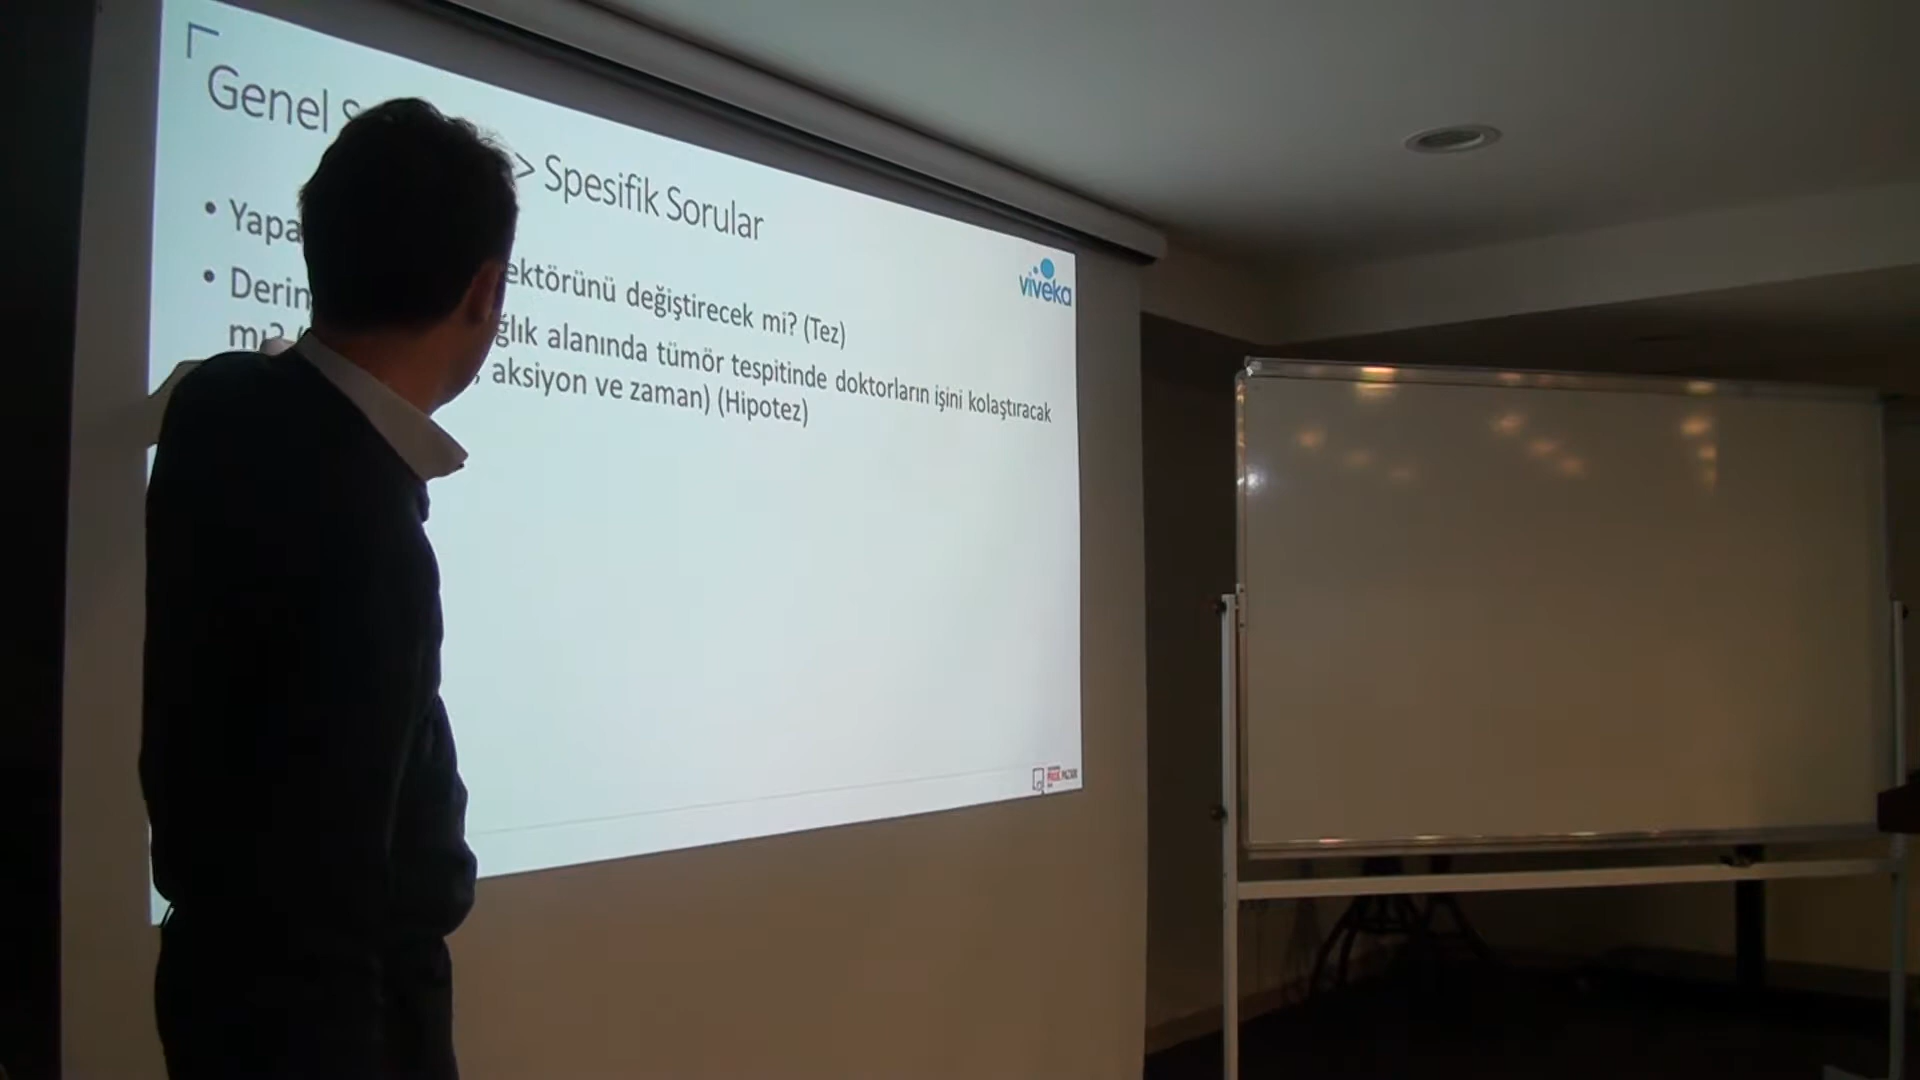 Genel > Spesifik Sorular
• Yapa ektörünü değiştirecek mi? (Tez)
• Derin ğlık alanında tümör tespitinde doktorların işini kolaştıracak
mı? , aksiyon ve zaman) (Hipotez)
viveka